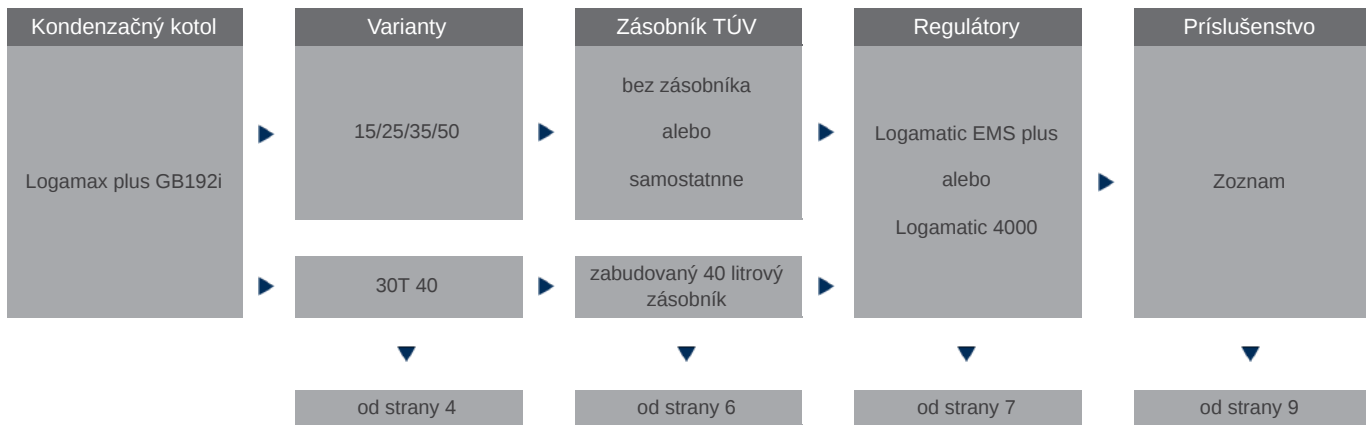 Kondenzačný kotol
Varianty
Zásobník TÚV
Regulátory
Príslušenstvo
Logamax plus GB192i
15/25/35/50
bez zásobníka
alebo
samostatnne
Logamatic EMS plus
alebo
Logamatic 4000
Zoznam
30T 40
zabudovaný 40 litrový
zásobník
od strany 4
od strany 6
od strany 7
od strany 9